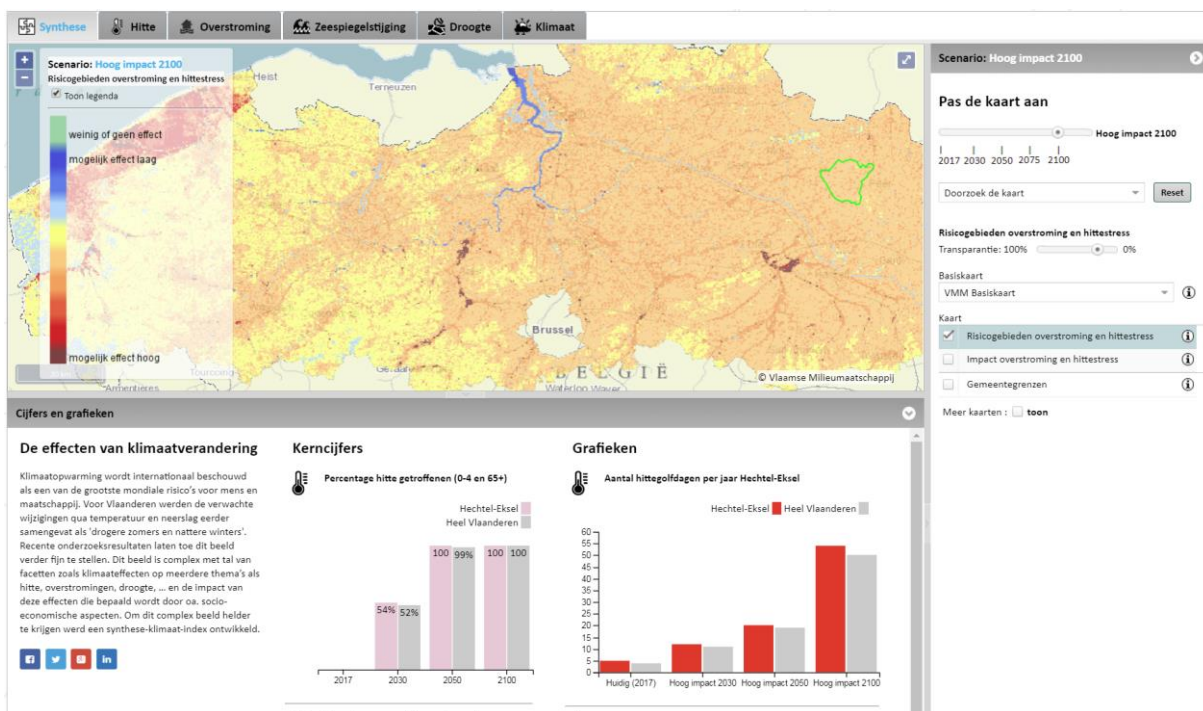 Synthese
Hitte
Overstroming
Zeespiegelstijging
Droogte
Klimaat
Scenario: Hoog impact 2100
Risicogebieden overstroming en hittestress
Toon legenda
weinig of geen effect
mogelijk effect laag
mogelijk effect hoog
Heist
Terneuzen
Brussel
BELGIË
Tourcoing
Armentières
Waterloo Waver
© Vlaamse Milieumaatschappij
Scenario: Hoog impact 2100
Pas de kaart aan
Hoog impact 2100
2017 2030 2050 2075 2100
Doorzoek de kaart
Reset
Risicogebieden overstroming en hittestress
Transparantie: 100% 0%
Basiskaart
VMM Basiskaart
Kaart
Risicogebieden overstroming en hittestress
Impact overstroming en hittestress
Gemeentegrenzen
Meer kaarten : toon
Cijfers en grafieken
De effecten van klimaatverandering
Klimaatopwarming wordt internationaal beschouwd
als een van de grootste mondiale risico's voor mens en
maatschappij. Voor Vlaanderen werden de verwachte
wijzigingen qua temperatuur en neerslag eerder
samengevat als 'drogere zomers en nattere winters'.
Recente onderzoeksresultaten laten toe dit beeld
verder fijn te stellen. Dit beeld is complex met tal van
facetten zoals klimaateffecten op meerdere thema's als
hitte, overstromingen, droogte, ... en de impact van
deze effecten die bepaald wordt door oa. socio-
economische aspecten. Om dit complex beeld helder
te krijgen werd een synthese-klimaat-index ontwikkeld.
Kerncijfers
Percentage hitte getroffenen (0-4 en 65+)
Hechtel-Eksel
Heel Vlaanderen
54% 52%
100 99%
100 100
2017 2030 2050 2100
Grafieken
Aantal hittegolfdagen per jaar Hechtel-Eksel
Hechtel-Eksel Heel Vlaanderen
60
55
50
45
40
35
30
25
20
15
10
5
0
Huidig (2017) Hoog impact 2030 Hoog impact 2050 Hoog impact 2100